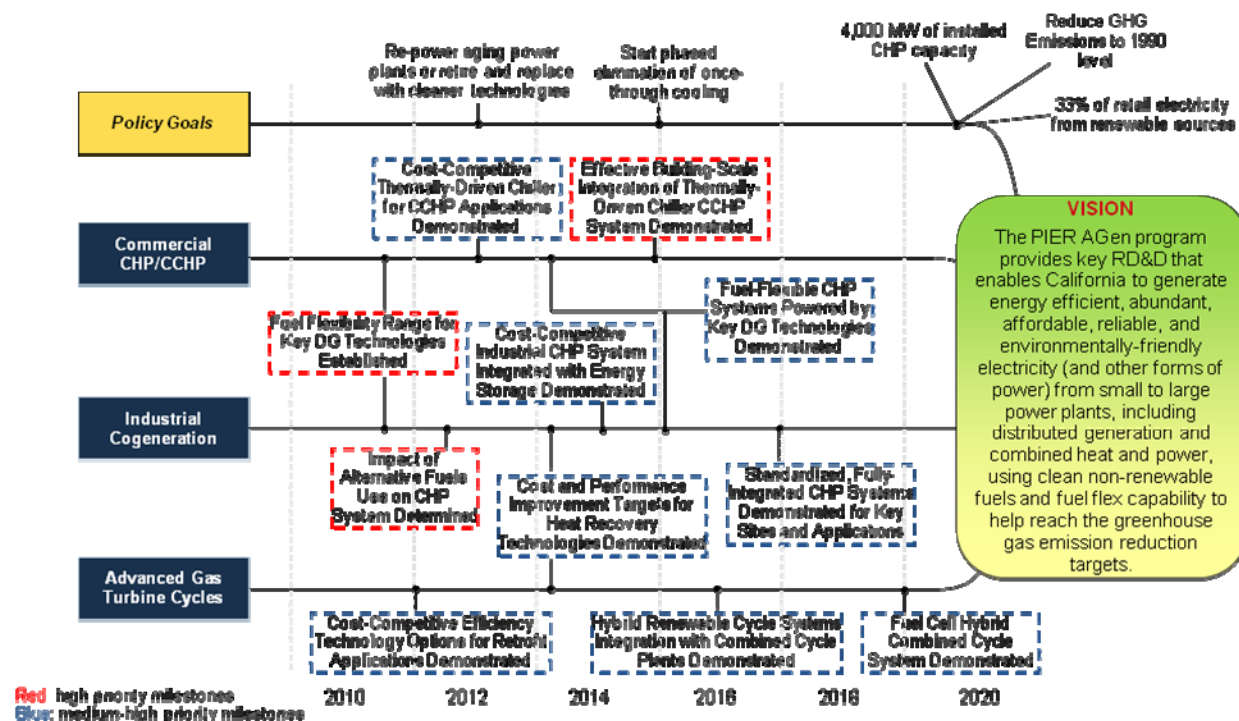 4,000 MW of installed
CHP capacity
Reduce GHG
Emissions to 1990
level
Re-power aging power
plants or retire and replace
with cleaner technologies
Start phased
elimination of once-
through cooling
33% of retail electricity
from renewable sources
Policy Goals
Cost-Competitive
Thermally-Driven Chiller
for CCHP Applications
Demonstrated
Effective Building-Scale
Integration of Thermally-
Driven Chiller CCHP
System Demonstrated
Commercial
CHP/CCHP
Fuel Flexibility Range for
Key DG Technologies
Established
Cost-Competitive
Industrial CHP System
Integrated with Energy
Storage Demonstrated
Fuel-Flexible CHP
Systems Powered by
Key DG Technologies
Demonstrated
Industrial
Cogeneration
Impact of
Alternative Fuels
Use on CHP
System Determined
Cost and Performance
Improvement Targets for
Heat Recovery
Technologies Demonstrated
Standardized, Fully-
Integrated CHP Systems
Demonstrated for Key
Sites and Applications
Advanced Gas
Turbine Cycles
Cost-Competitive Efficiency
Technology Options for Retrofit
Applications Demonstrated
Hybrid Renewable Cycle Systems
Integration with Combined Cycle
Plants Demonstrated
Fuel Cell Hybrid
Combined Cycle
System Demonstrated
VISION
The PIER AGen program
provides key RD&D that
enables California to generate
energy efficient, abundant,
affordable, reliable, and
environmentally-friendly
electricity (and other forms of
power) from small to large
power plants, including
distributed generation and
combined heat and power,
using clean non-renewable
fuels and fuel flex capability to
help reach the greenhouse
gas emission reduction
targets.
2010 2012 2014 2016 2018 2020
Red: high priority milestones
Blue: medium-high priority milestones